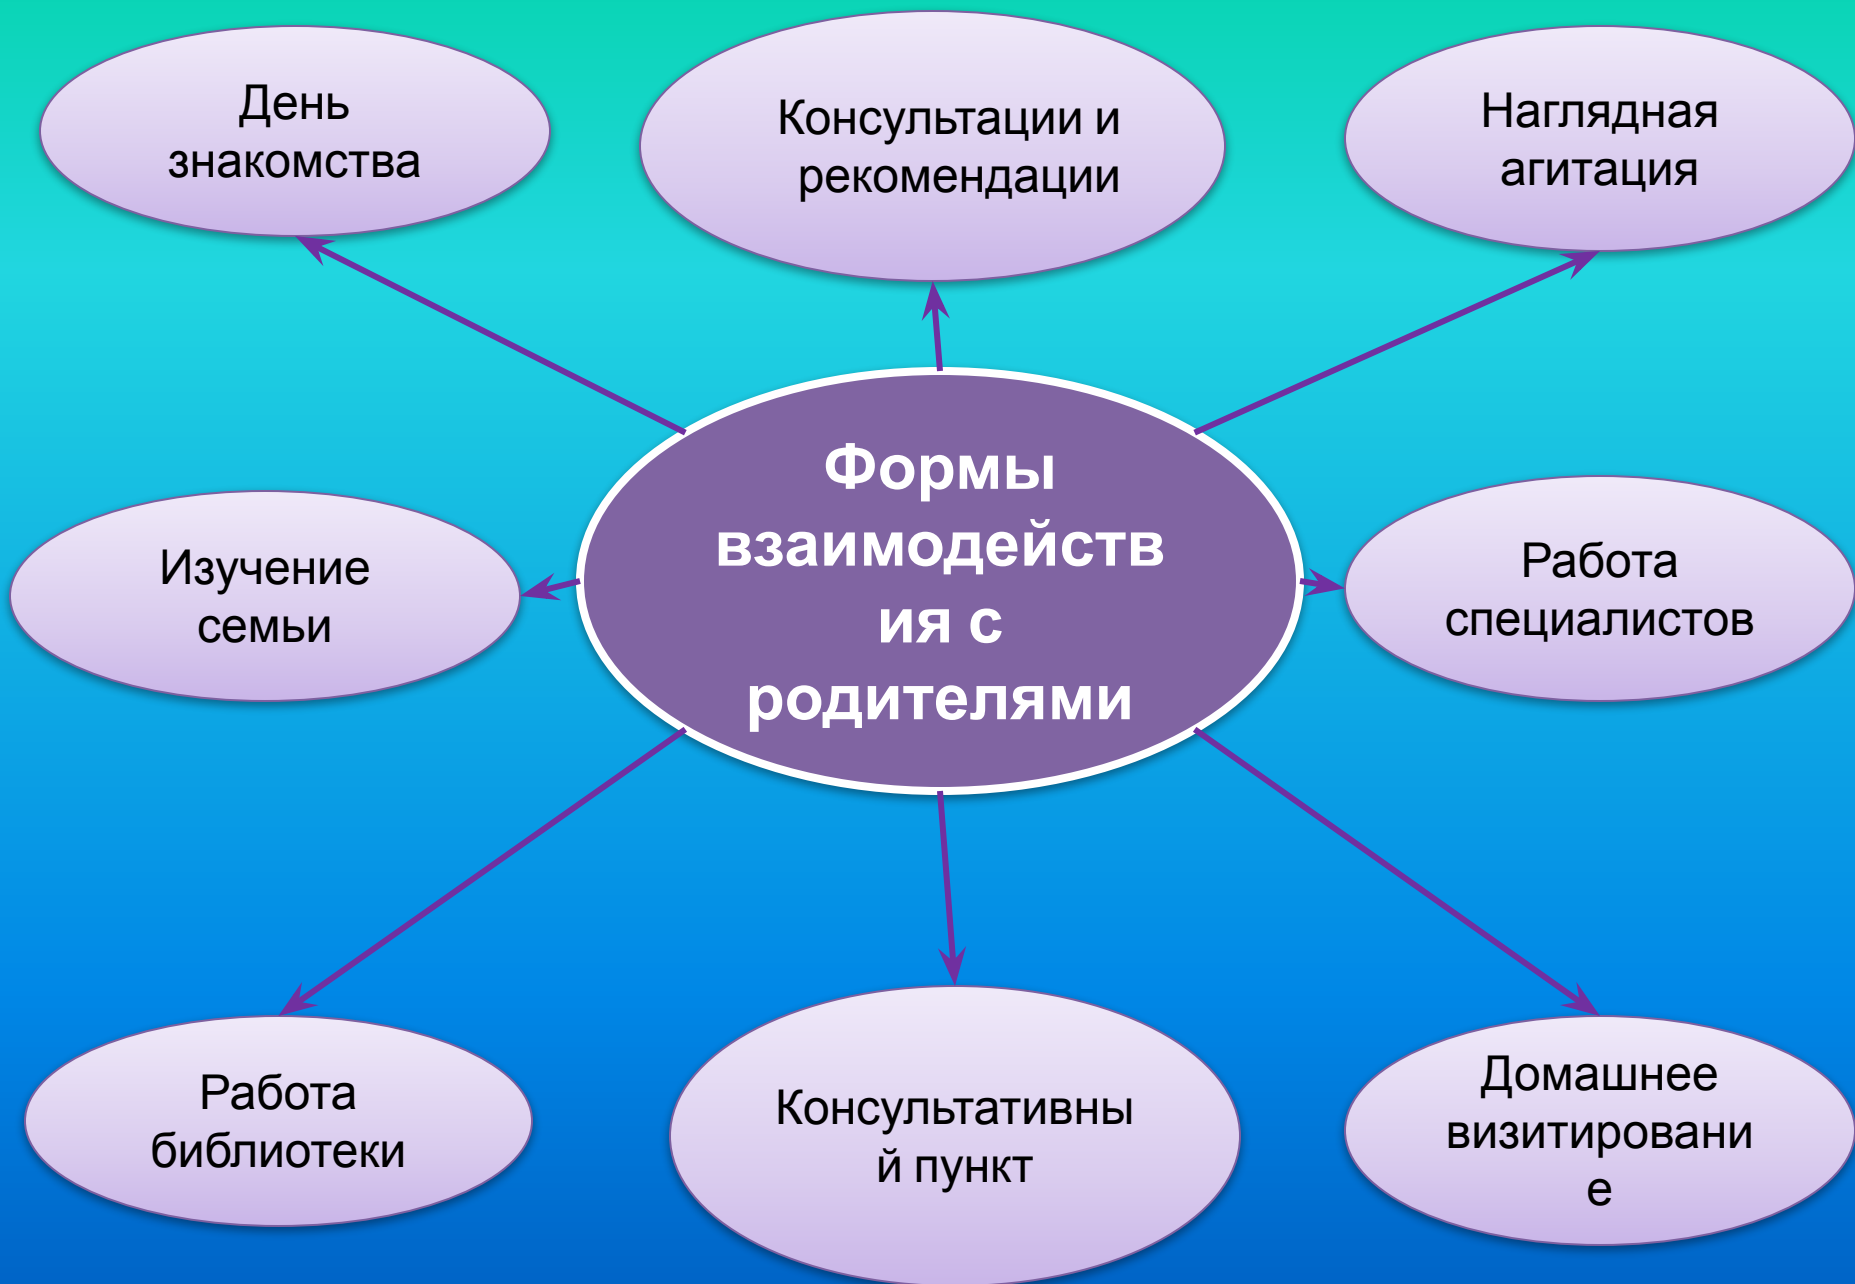 День
знакомства
Консультации и
рекомендации
Наглядная
агитация
Формы
взаимодейств
ия с
родителями
Изучение
семьи
Работа
специалистов
Работа
библиотеки
Консультативны
й пункт
Домашнее
визитировани
е